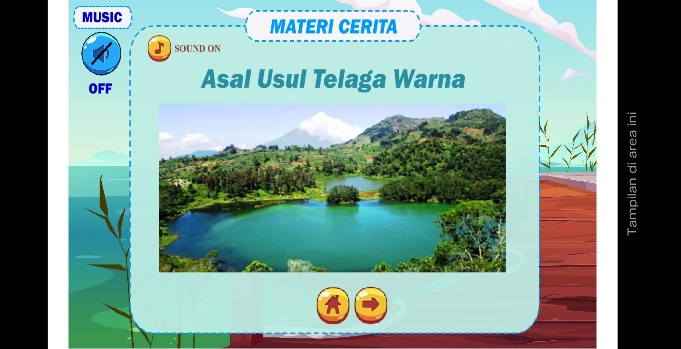 MUSIC
OFF
MATERI CERITA
SOUND ON
Asal Usul Telaga Warna
Tampilan di area ini